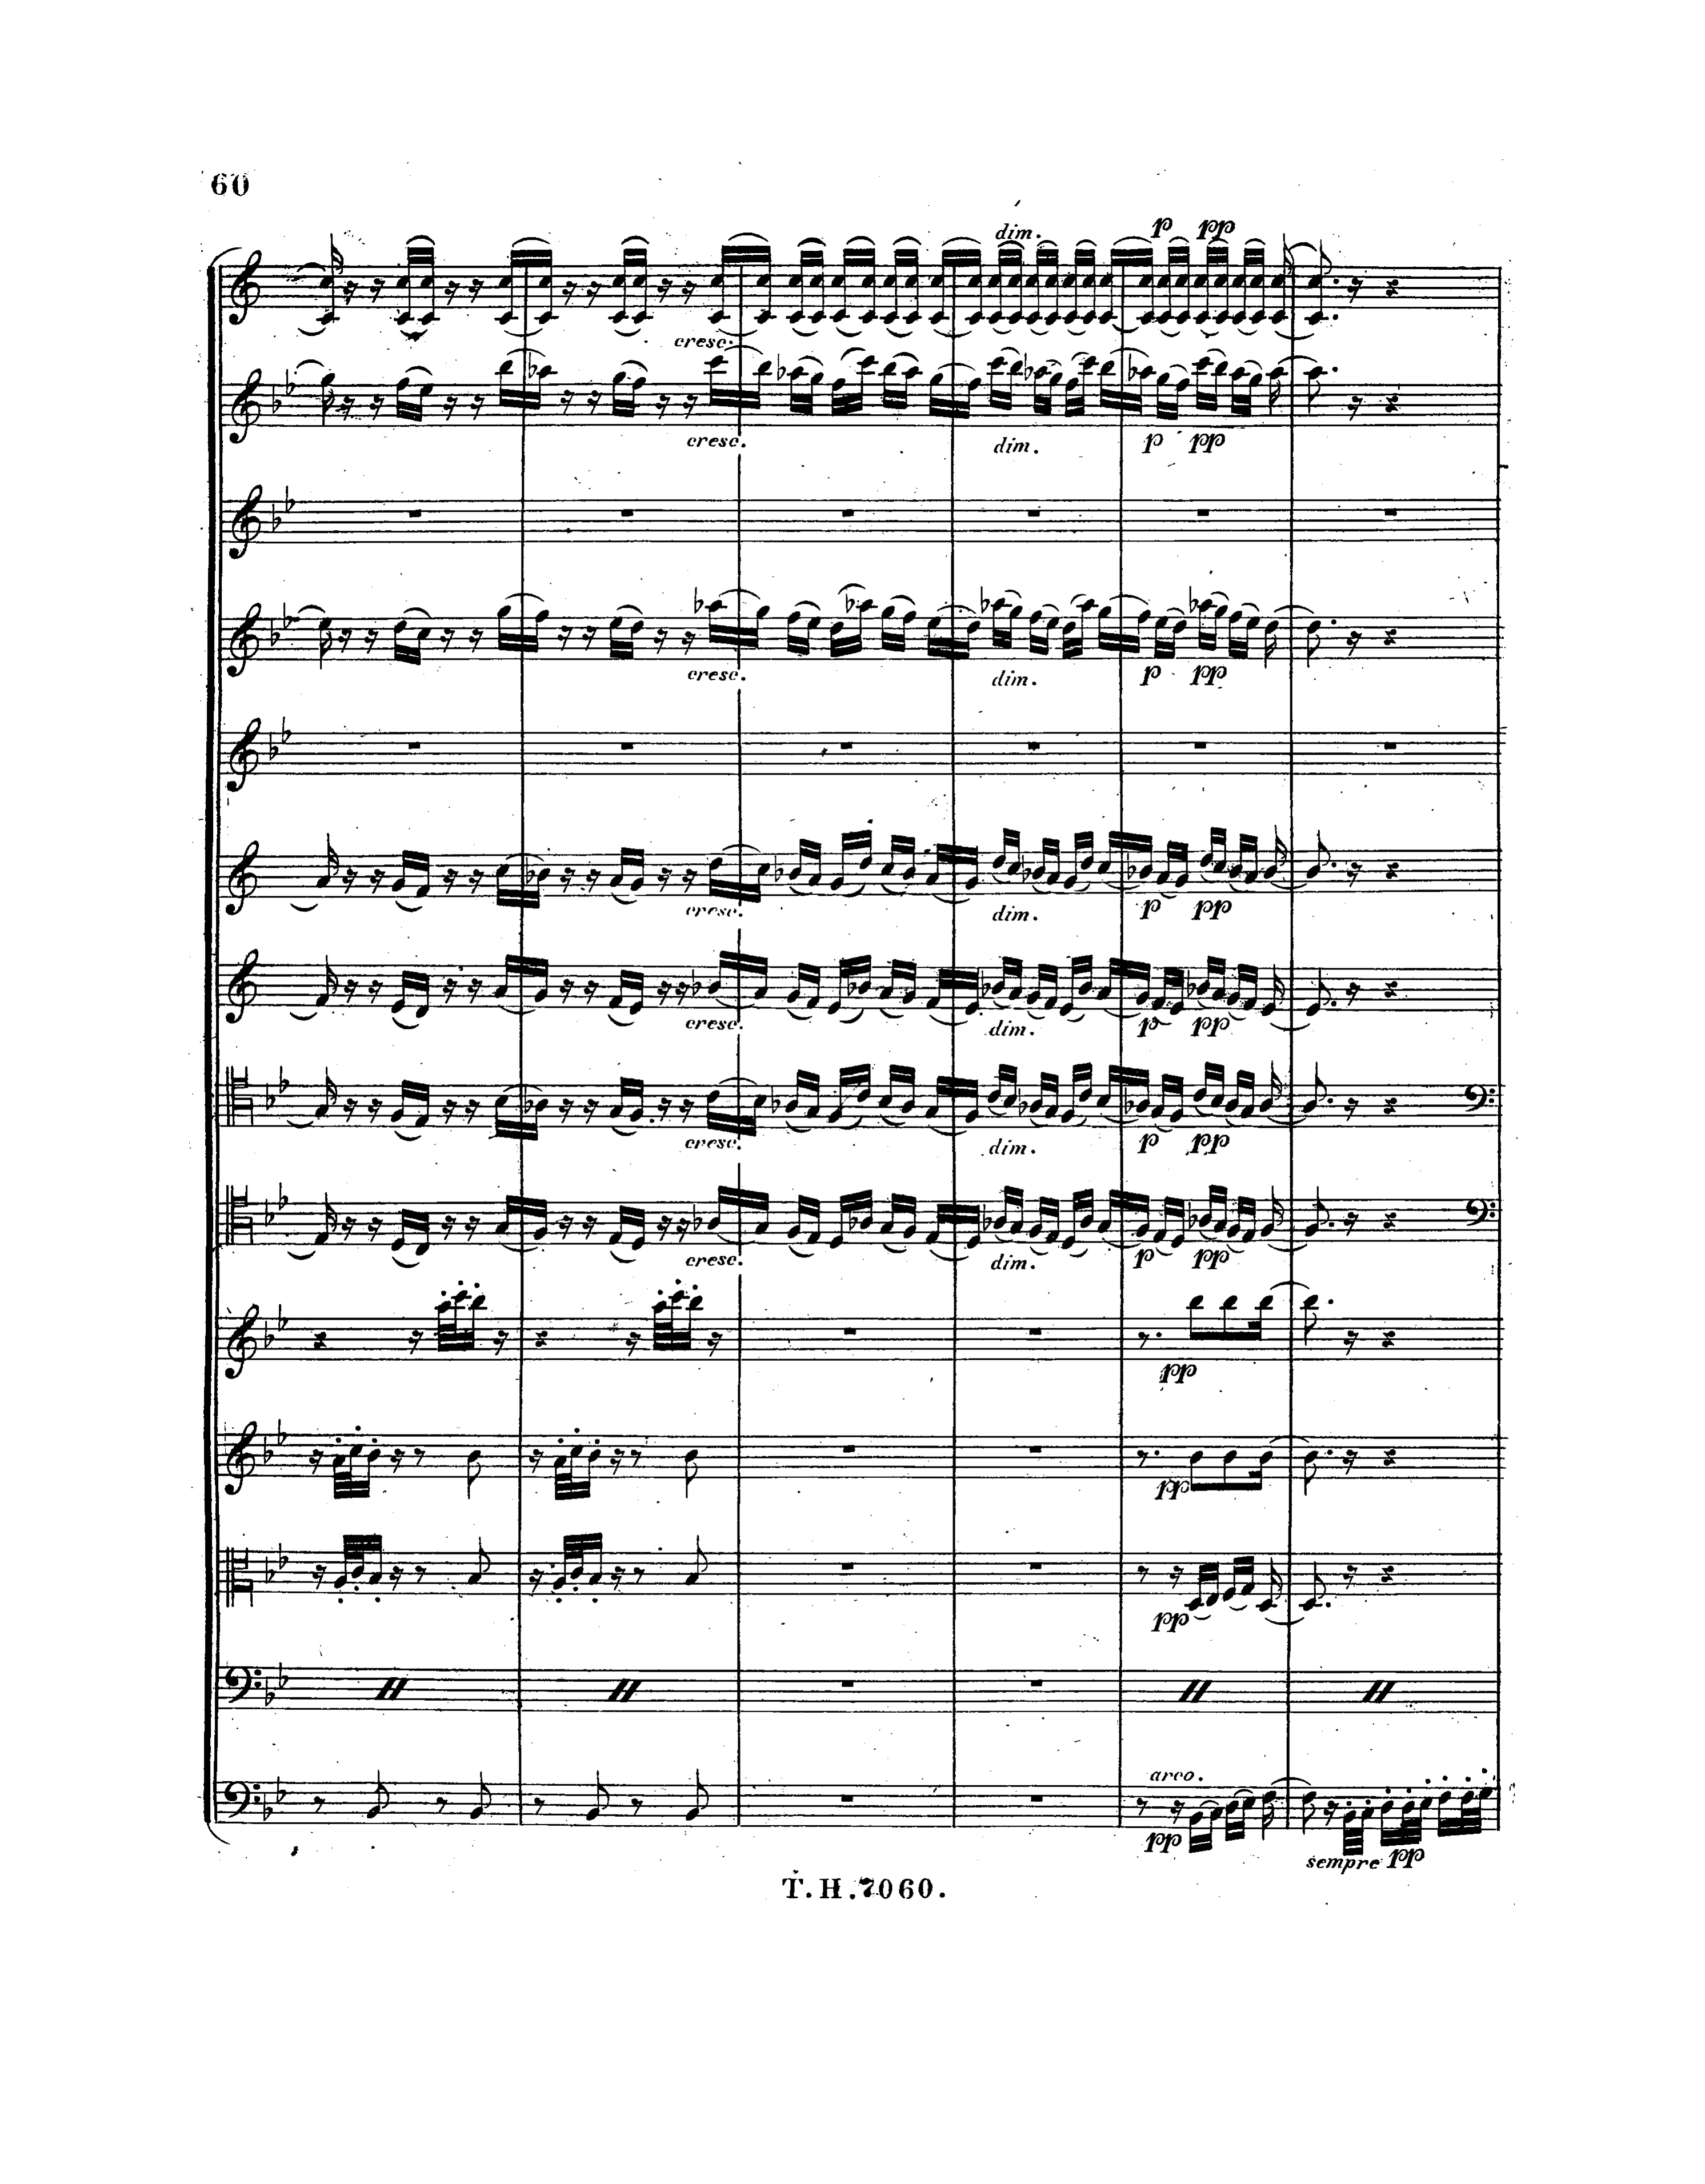 60
dim. p pp
cresc.
cresc. dim. p pp
cresc. dim. p pp
cresc. dim. p pp
cresc. dim. p pp
cresc. dim. p pp
cresc. dim. p pp
pp
pp
pp
arco.
pp
sempre pp
T.H.7060.